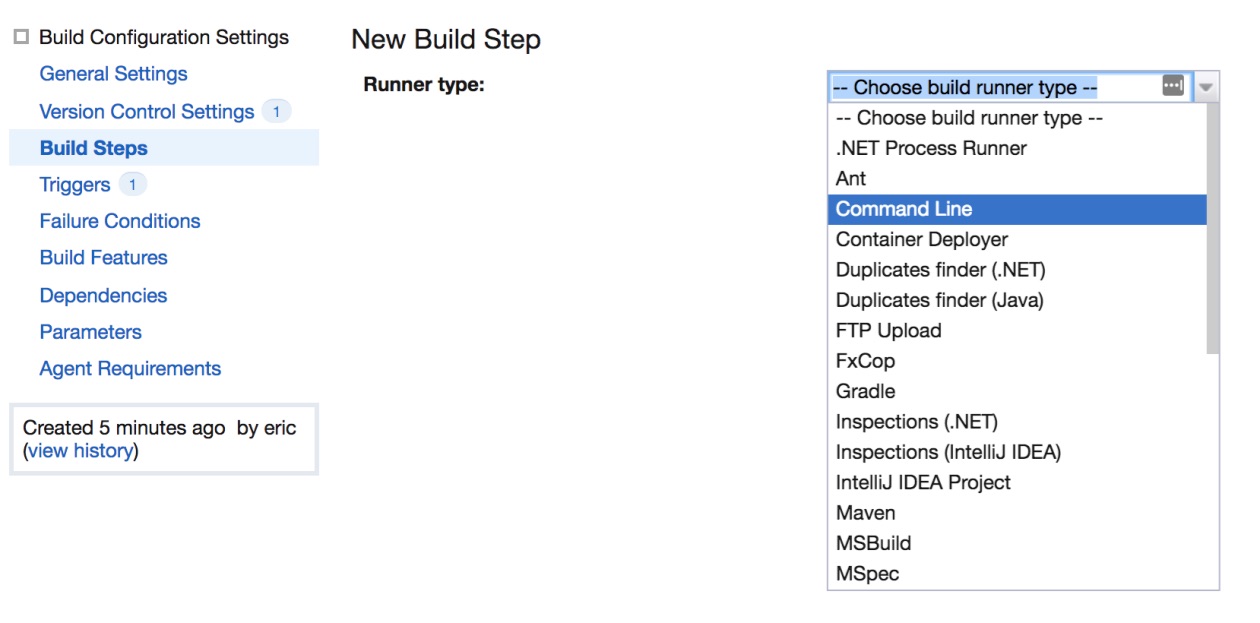 Build Configuration Settings
General Settings
Version Control Settings 1
Build Steps
Triggers 1
Failure Conditions
Build Features
Dependencies
Parameters
Agent Requirements
Created 5 minutes ago by eric
(view history)
New Build Step
Runner type:
-- Choose build runner type --
-- Choose build runner type --
.NET Process Runner
Ant
Command Line
Container Deployer
Duplicates finder (.NET)
Duplicates finder (Java)
FTP Upload
FxCop
Gradle
Inspections (.NET)
Inspections (IntelliJ IDEA)
IntelliJ IDEA Project
Maven
MSBuild
MSpec